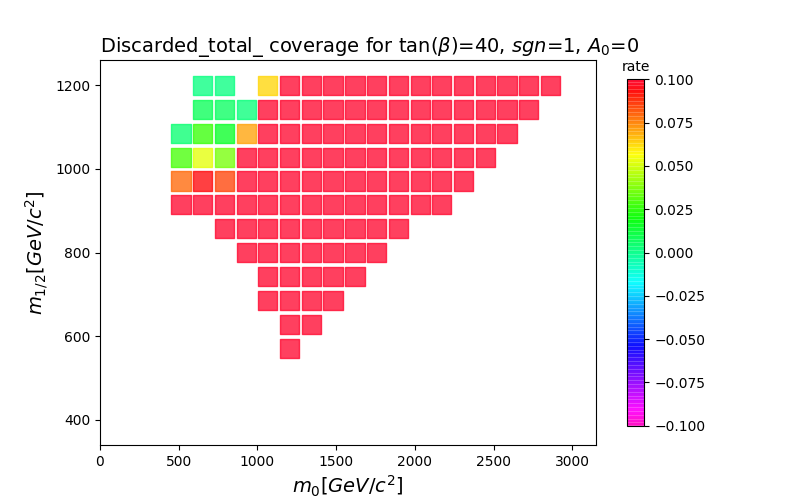 Discarded_total_ coverage for tan(β)=40, sgn=1, A₀=0
rate
1200
1000
800
600
400
m₁/₂[GeV/c²]
0 500 1000 1500 2000 2500 3000
m₀[GeV/c²]
0.100
0.075
0.050
0.025
0.000
−0.025
−0.050
−0.075
−0.100